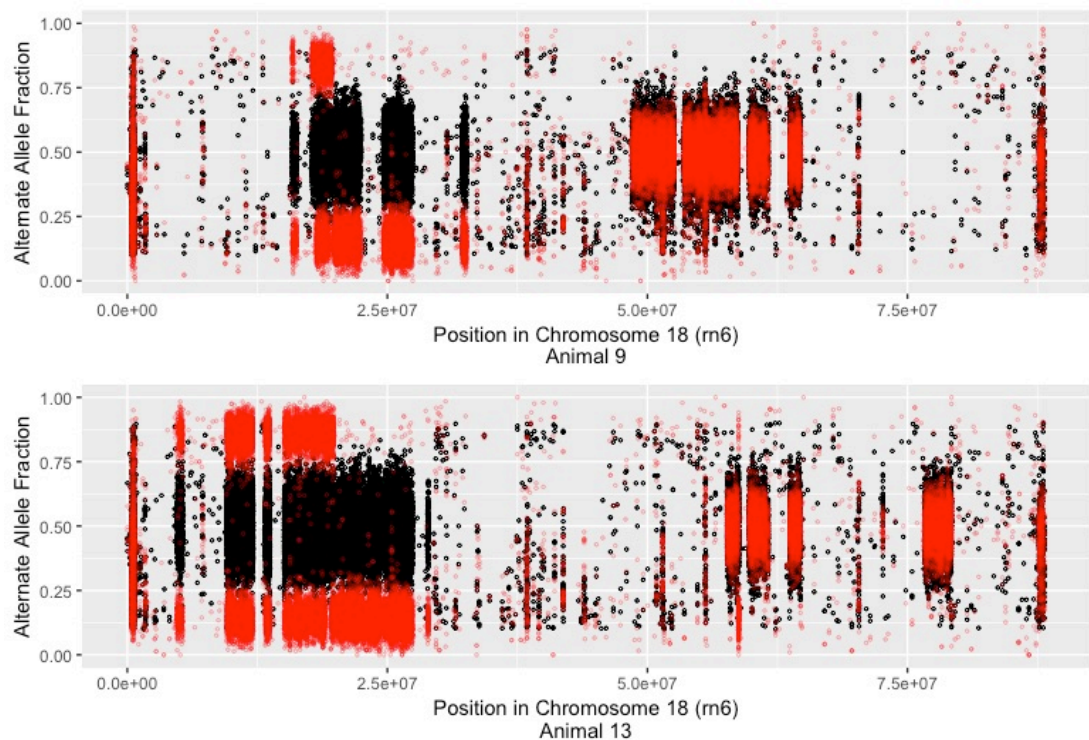 Alternate Allele Fraction
1.00
0.75
0.50
0.25
0.00
0.0e+00 2.5e+07 5.0e+07 7.5e+07
Position in Chromosome 18 (rn6)
Animal 9
Alternate Allele Fraction
1.00
0.75
0.50
0.25
0.00
0.0e+00 2.5e+07 5.0e+07 7.5e+07
Position in Chromosome 18 (rn6)
Animal 13